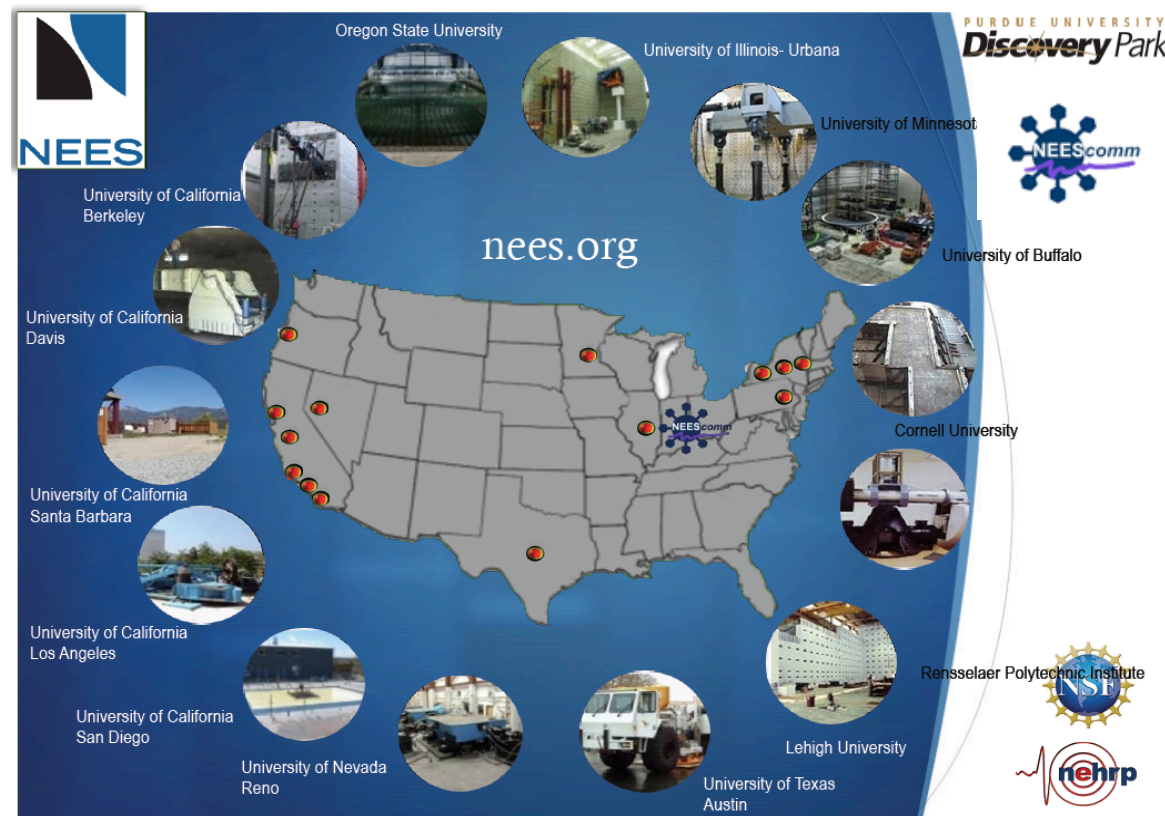 NEES
Oregon State University
University of Illinois- Urbana
PURDUE UNIVERSITY
Discovery Park
University of Minnesot
NEEScomm
University of California
Berkeley
nees.org
University of Buffalo
University of California
Davis
NEEScomm
Cornell University
University of California
Santa Barbara
University of California
Los Angeles
Rensselaer Polytechnic Institute
NSF
University of California
San Diego
Lehigh University
University of Nevada
Reno
University of Texas
Austin
nehrp